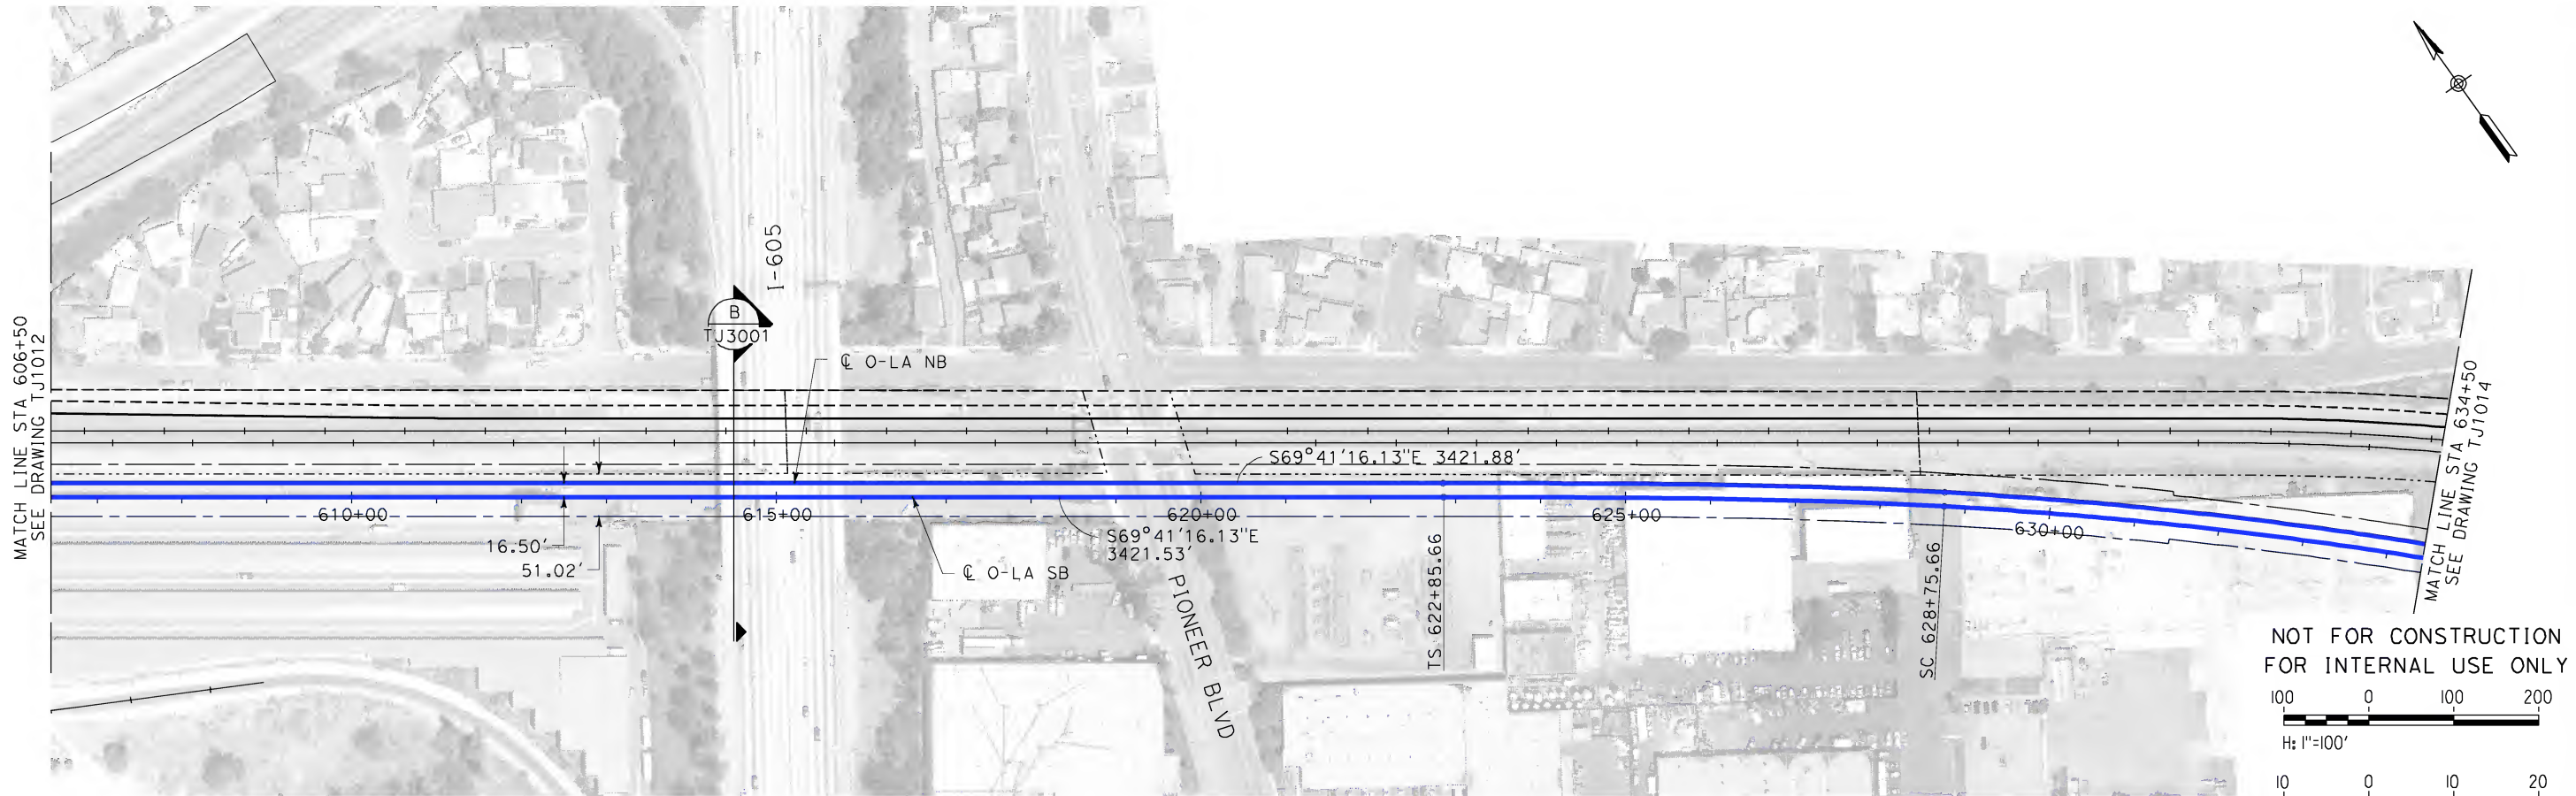 MATCH LINE STA 606+50
SEE DRAWING TJ1012
I-605
B
TJ3001
℄ O-LA NB
S69°41'16.13"E 3421.88'
610+00
615+00
620+00
625+00
630+00
16.50'
51.02'
S69°41'16.13"E
3421.53'
℄ O-LA SB
PIONEER BLVD
TS 622+85.66
SC 628+75.66
MATCH LINE STA 634+50
SEE DRAWING TJ1014
NOT FOR CONSTRUCTION
FOR INTERNAL USE ONLY
100 0 100 200
H: 1"=100'
10 0 10 20